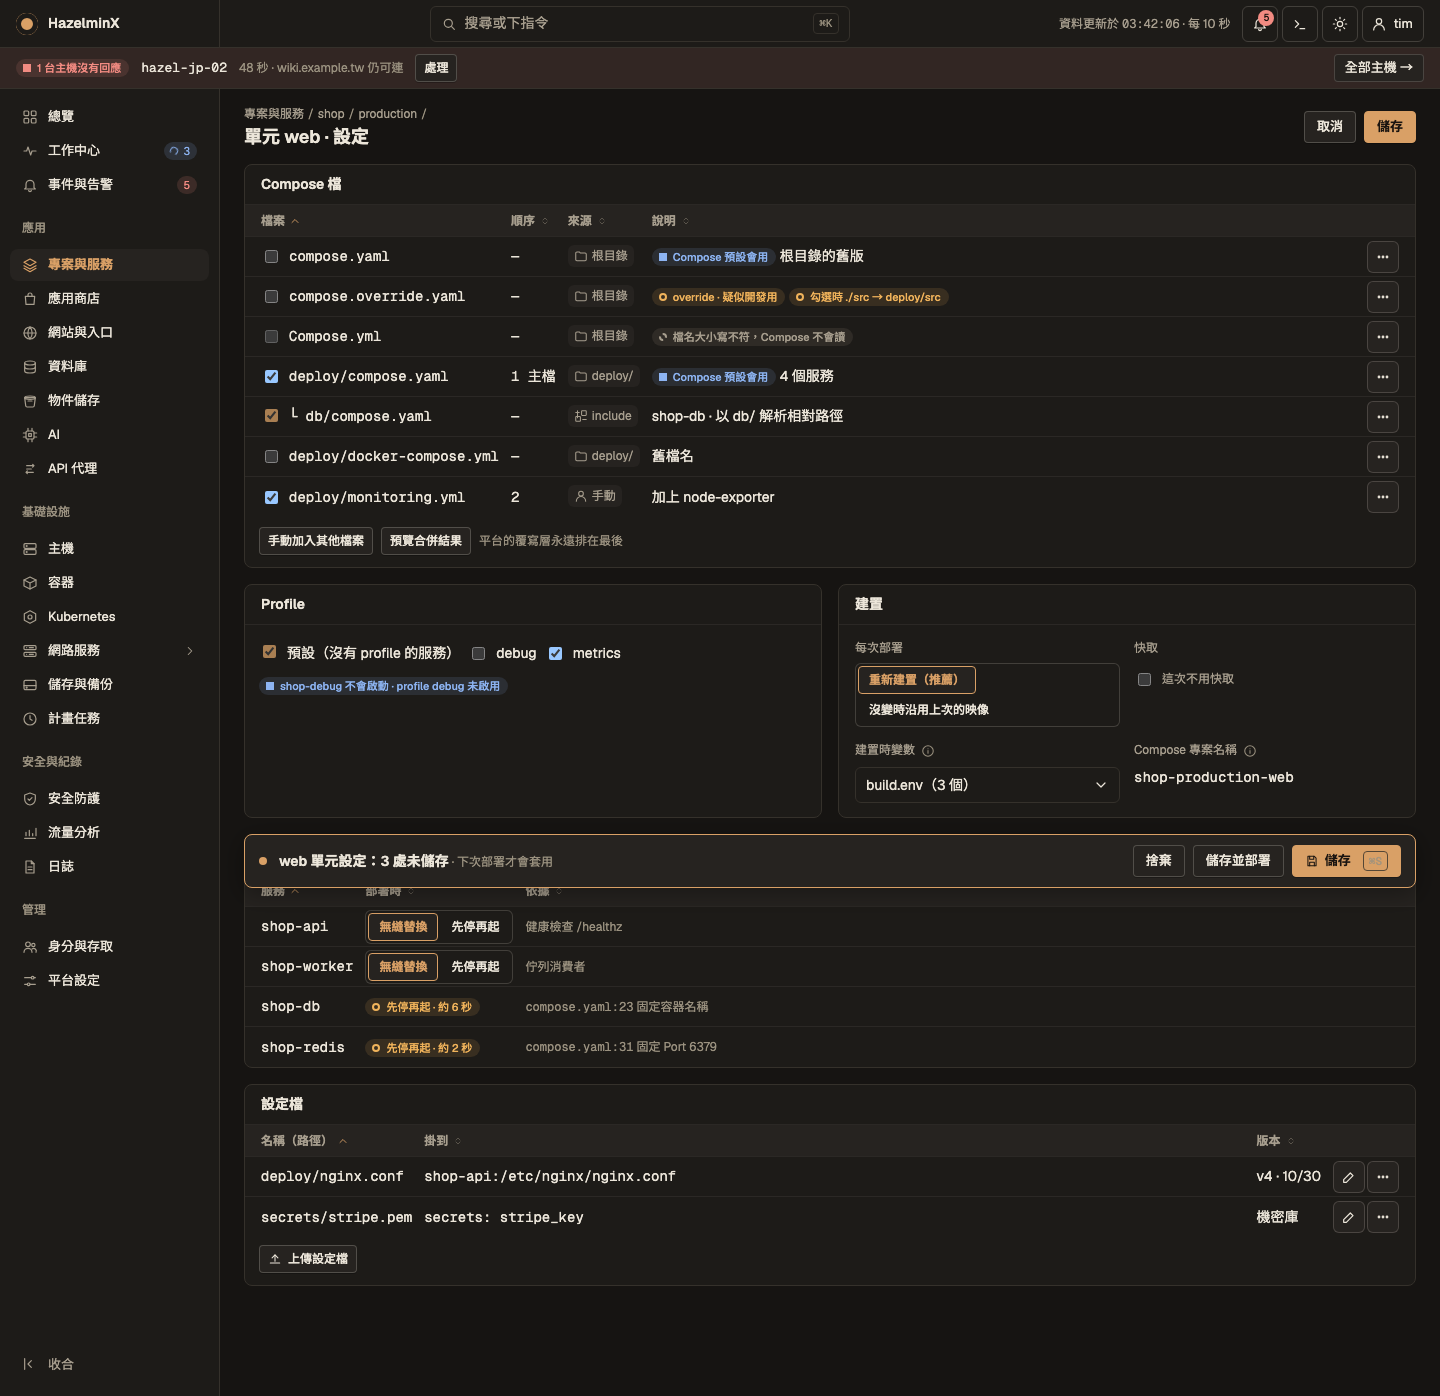 HazelminX
搜尋或下指令
⌘K
資料更新於 03:42:06 · 每 10 秒
5
tim
1 台主機沒有回應
hazel-jp-02
48 秒 · wiki.example.tw 仍可連
處理
全部主機 →
總覽
工作中心
3
事件與告警
5
應用
專案與服務
應用商店
網站與入口
資料庫
物件儲存
AI
API 代理
基礎設施
主機
容器
Kubernetes
網路服務
儲存與備份
計畫任務
安全與紀錄
安全防護
流量分析
日誌
管理
身分與存取
平台設定
收合
專案與服務 / shop / production /
單元 web · 設定
取消
儲存
Compose 檔
檔案 順序 來源 說明
compose.yaml — 根目錄 Compose 預設會用 根目錄的舊版
compose.override.yaml — 根目錄 override · 疑似開發用 勾選時 ./src → deploy/src
Compose.yml — 根目錄 檔名大小寫不符，Compose 不會讀
deploy/compose.yaml 1 主檔 deploy/ Compose 預設會用 4 個服務
└ db/compose.yaml — include shop-db · 以 db/ 解析相對路徑
deploy/docker-compose.yml — deploy/ 舊檔名
deploy/monitoring.yml 2 手動 加上 node-exporter
手動加入其他檔案 預覽合併結果 平台的覆寫層永遠排在最後
Profile
預設（沒有 profile 的服務） debug metrics
shop-debug 不會啟動 · profile debug 未啟用
建置
每次部署
重新建置（推薦）
沒變時沿用上次的映像
快取
這次不用快取
建置時變數
build.env（3 個）
Compose 專案名稱
shop-production-web
web 單元設定：3 處未儲存 · 下次部署才會套用
捨棄
儲存並部署
儲存 ⌘S
服務 部署時 依據
shop-api 無縫替換 先停再起 健康檢查 /healthz
shop-worker 無縫替換 先停再起 佇列消費者
shop-db 先停再起 · 約 6 秒 compose.yaml:23 固定容器名稱
shop-redis 先停再起 · 約 2 秒 compose.yaml:31 固定 Port 6379
設定檔
名稱（路徑） 掛到 版本
deploy/nginx.conf shop-api:/etc/nginx/nginx.conf v4 · 10/30
secrets/stripe.pem secrets: stripe_key 機密庫
上傳設定檔